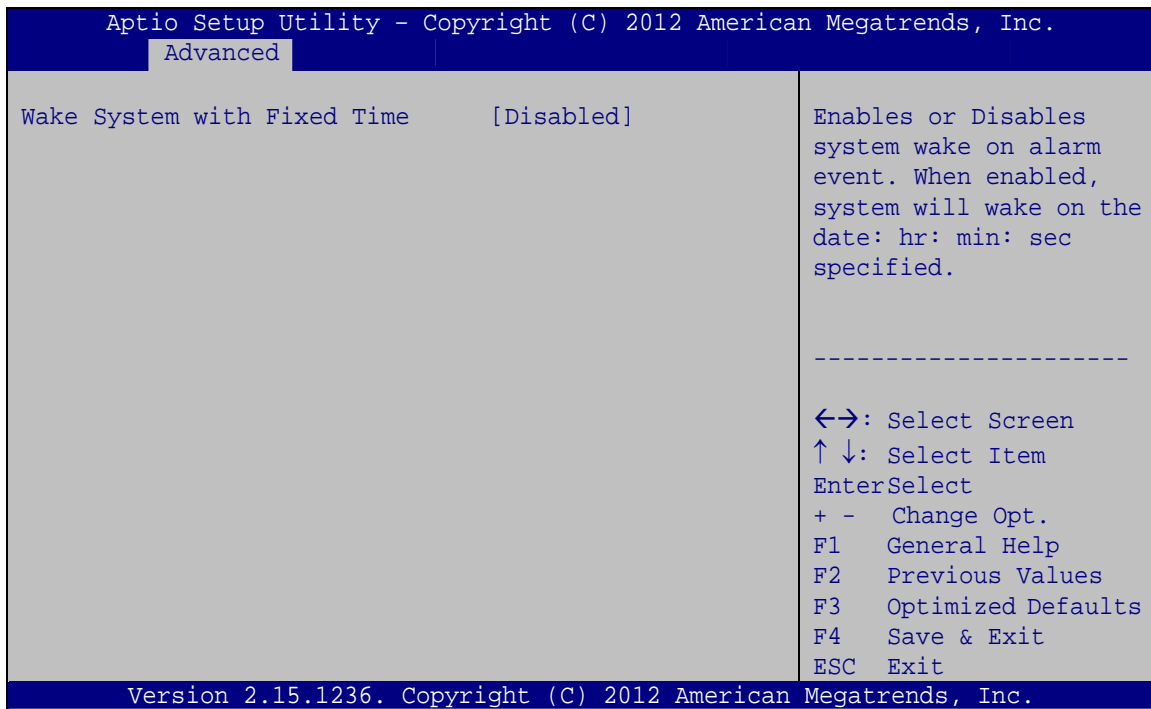 Aptio Setup Utility – Copyright (C) 2012 American Megatrends, Inc.
Advanced
Wake System with Fixed Time [Disabled]
Enables or Disables
system wake on alarm
event. When enabled,
system will wake on the
date: hr: min: sec
specified.
----------------------
←→: Select Screen
↑ ↓: Select Item
EnterSelect
+ - Change Opt.
F1 General Help
F2 Previous Values
F3 Optimized Defaults
F4 Save & Exit
ESC Exit
Version 2.15.1236. Copyright (C) 2012 American Megatrends, Inc.